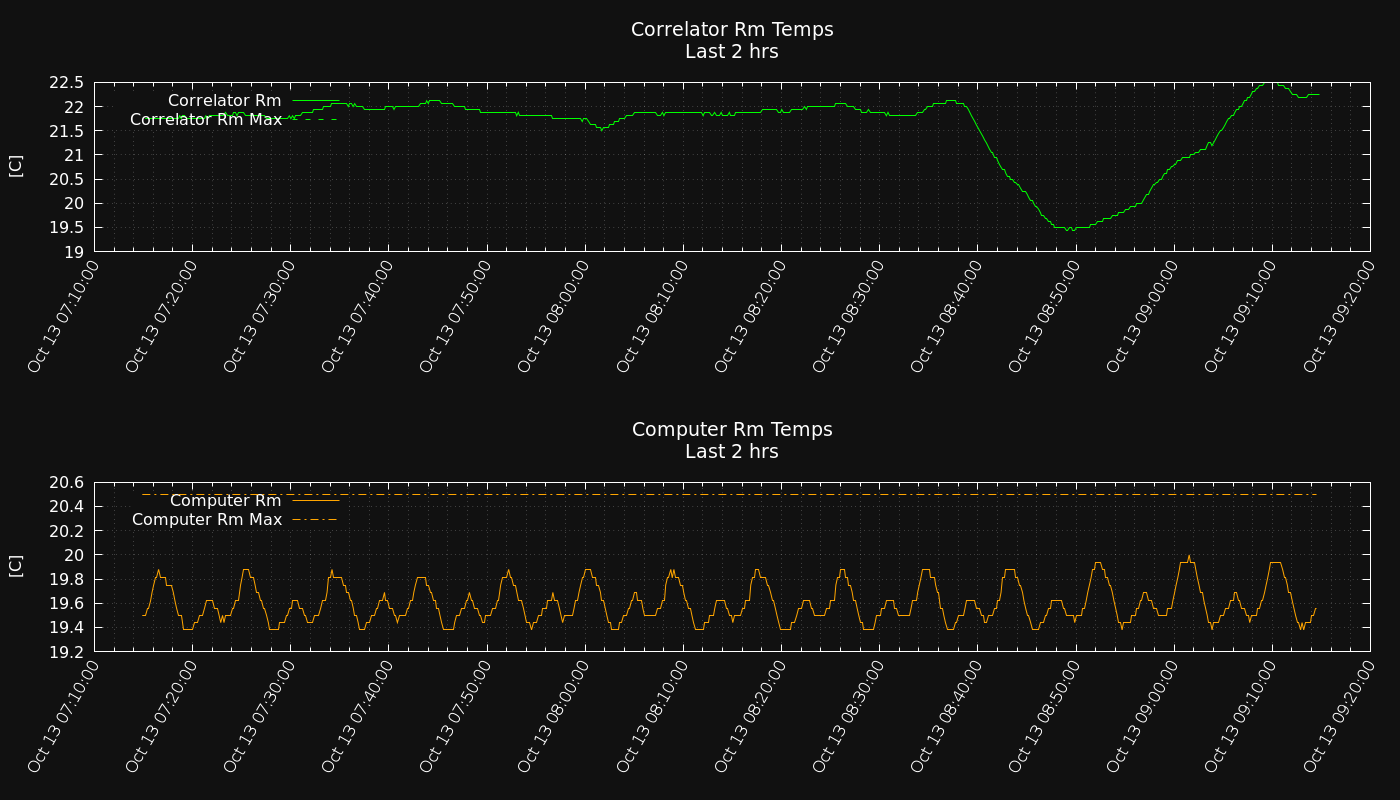 Correlator Rm Temps
Last 2 hrs
22.5
22
21.5
21
20.5
20
19.5
19
[C]
Correlator Rm
Correlator Rm Max
Oct 13 07:10:00
Oct 13 07:20:00
Oct 13 07:30:00
Oct 13 07:40:00
Oct 13 07:50:00
Oct 13 08:00:00
Oct 13 08:10:00
Oct 13 08:20:00
Oct 13 08:30:00
Oct 13 08:40:00
Oct 13 08:50:00
Oct 13 09:00:00
Oct 13 09:10:00
Oct 13 09:20:00
Computer Rm Temps
Last 2 hrs
20.6
20.4
20.2
20
19.8
19.6
19.4
19.2
[C]
Computer Rm
Computer Rm Max
Oct 13 07:10:00
Oct 13 07:20:00
Oct 13 07:30:00
Oct 13 07:40:00
Oct 13 07:50:00
Oct 13 08:00:00
Oct 13 08:10:00
Oct 13 08:20:00
Oct 13 08:30:00
Oct 13 08:40:00
Oct 13 08:50:00
Oct 13 09:00:00
Oct 13 09:10:00
Oct 13 09:20:00